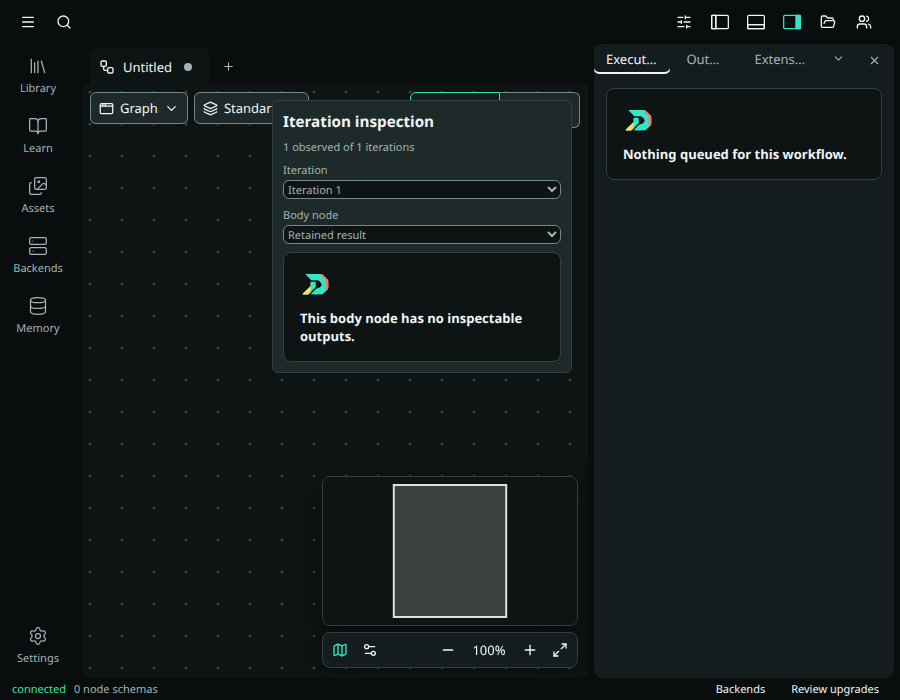 Library
Learn
Assets
Backends
Memory
Settings
Untitled
Graph
Standar
Iteration inspection
1 observed of 1 iterations
Iteration
Iteration 1
Body node
Retained result
This body node has no inspectable
outputs.
100%
Execut...
Out...
Extens...
Nothing queued for this workflow.
connected
0 node schemas
Backends
Review upgrades